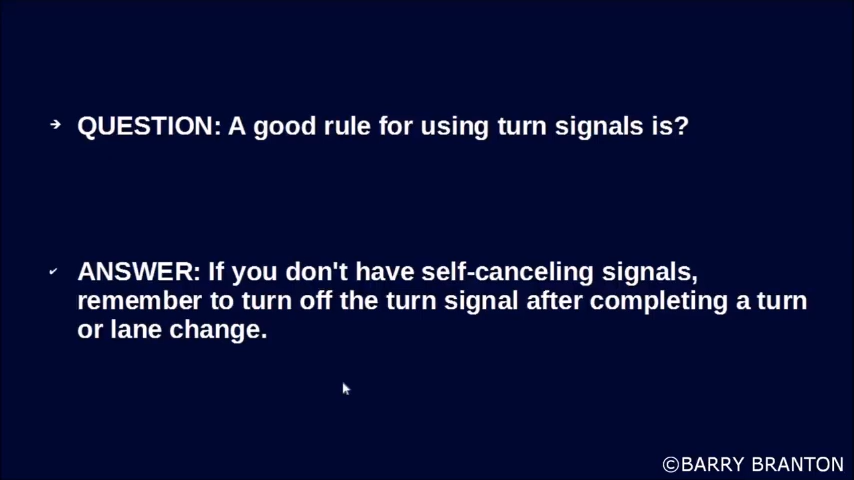 QUESTION: A good rule for using turn signals is?
ANSWER: If you don't have self-canceling signals,
remember to turn off the turn signal after completing a turn
or lane change.
©BARRY BRANTON